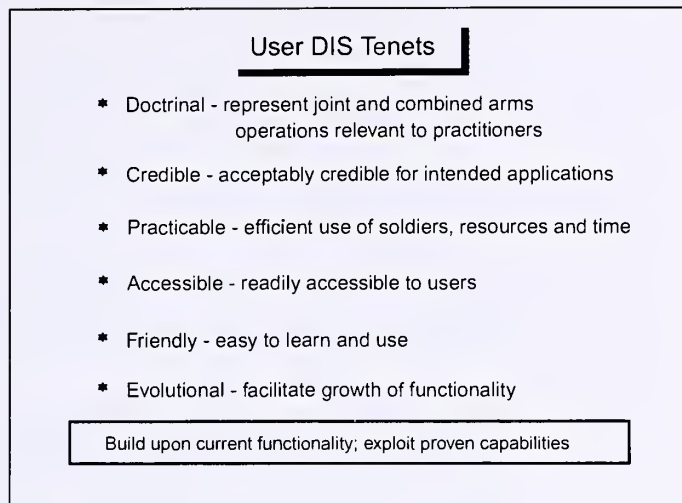 User DIS Tenets
* Doctrinal - represent joint and combined arms
operations relevant to practitioners
* Credible - acceptably credible for intended applications
* Practicable - efficient use of soldiers, resources and time
* Accessible - readily accessible to users
* Friendly - easy to learn and use
* Evolutional - facilitate growth of functionality
Build upon current functionality; exploit proven capabilities